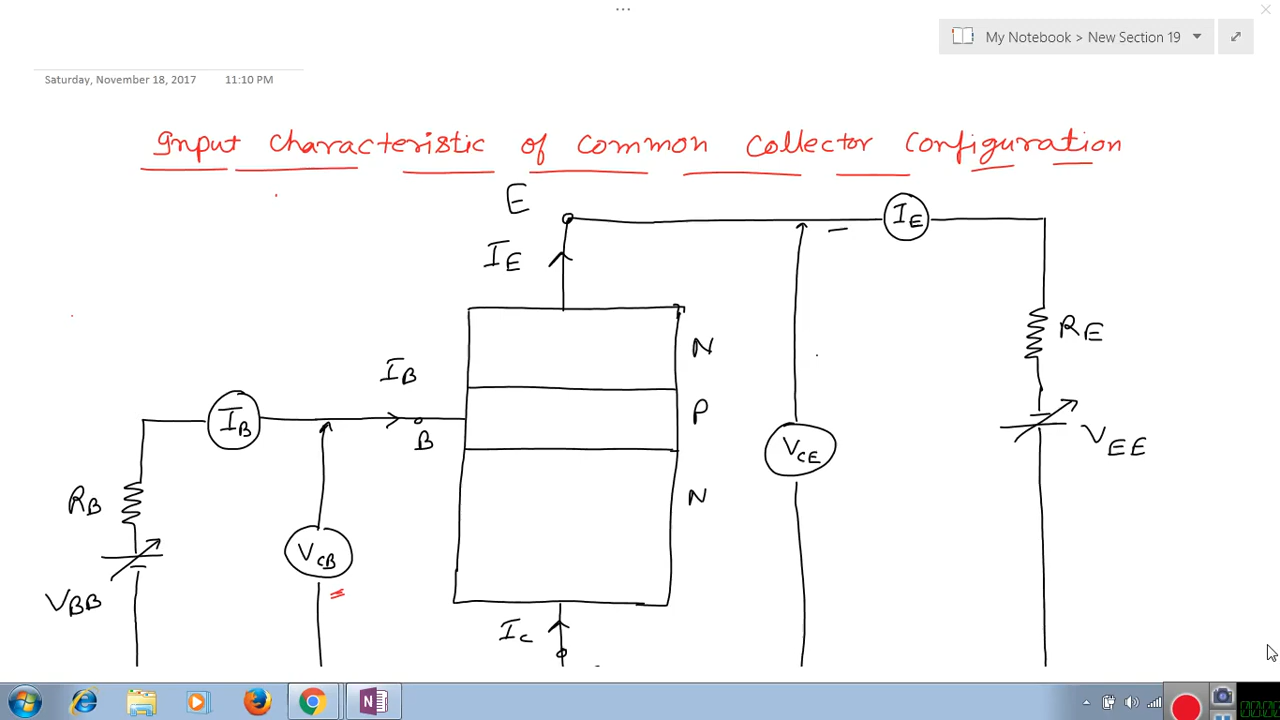 ...
My Notebook > New Section 19
Saturday, November 18, 2017 11:10 PM
Input Characteristic of Common Collector Configuration
E
IE
IE
N
RE
IB
P
IB
B
VCE
VEE
RB
N
VCB
VBB
IC